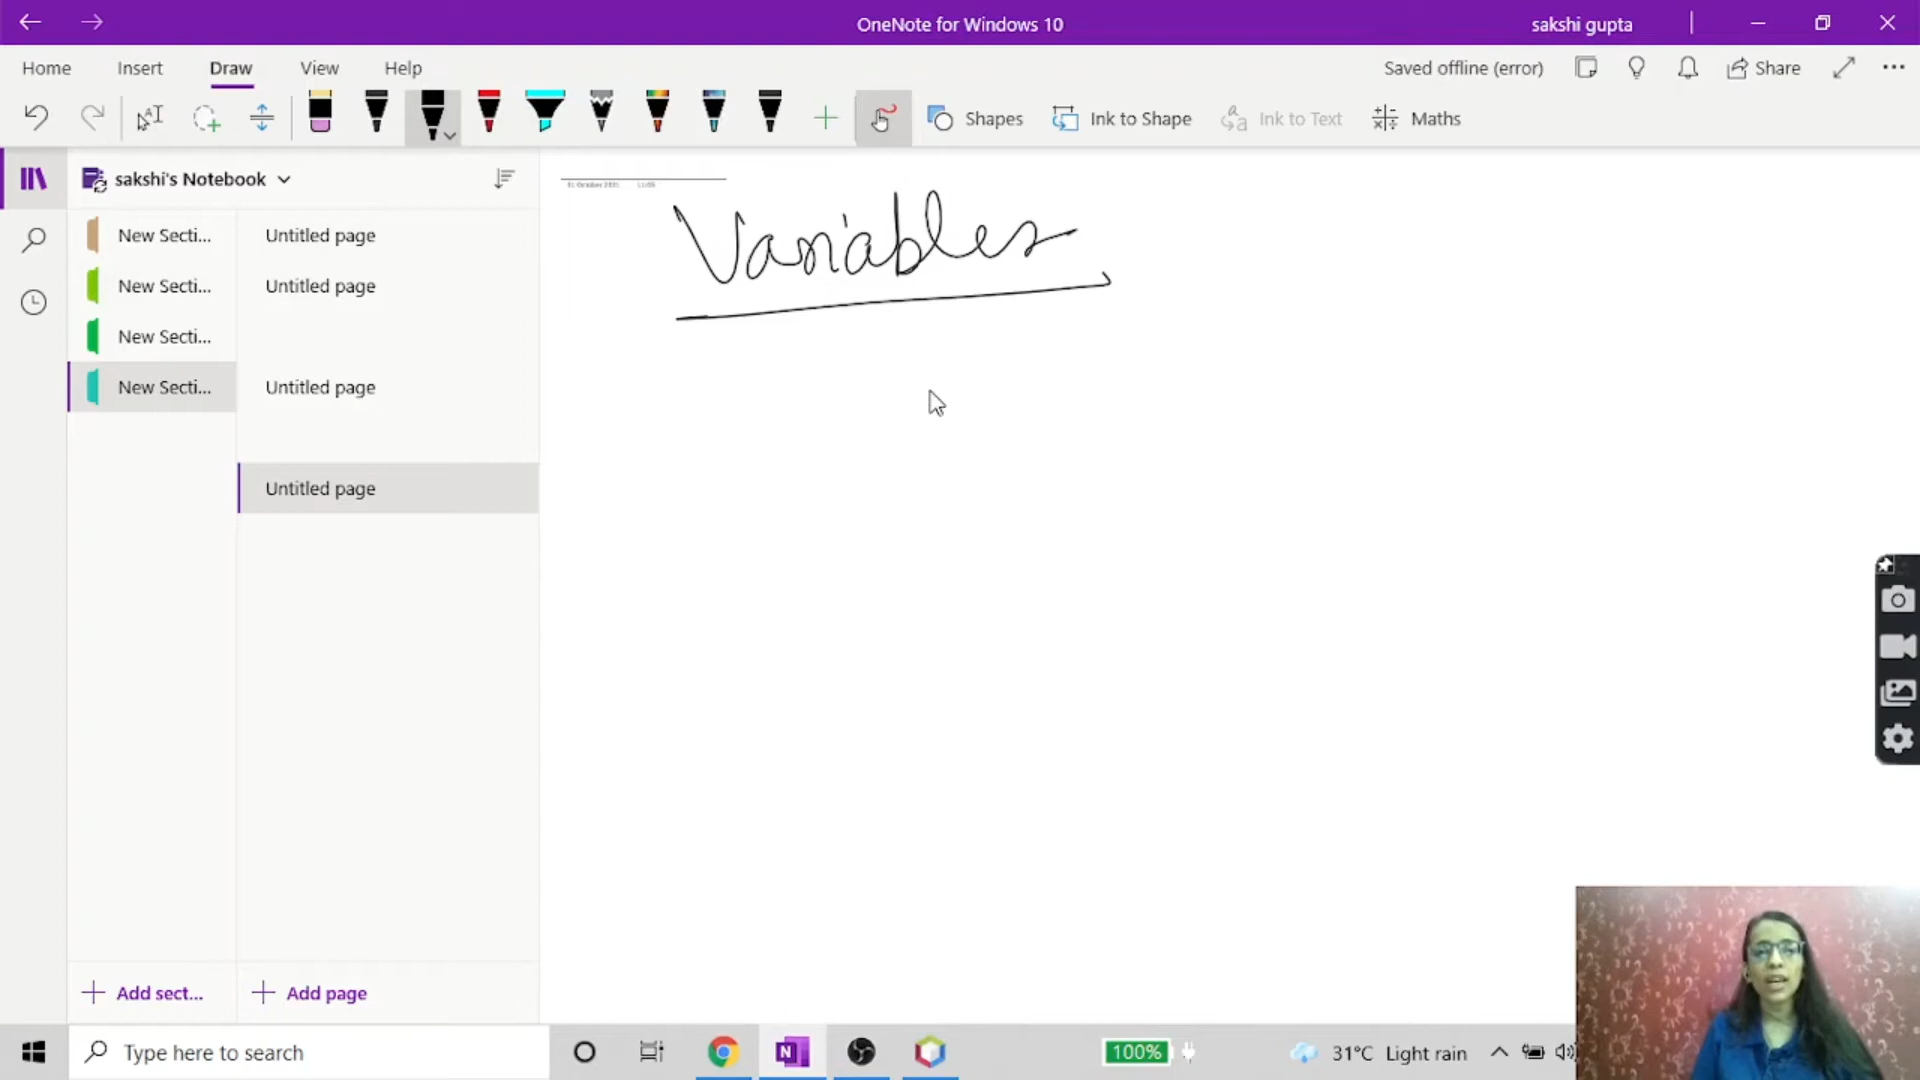 OneNote for Windows 10
sakshi gupta
Home Insert Draw View Help
Saved offline (error)
Share
Shapes
Ink to Shape
Ink to Text
Maths
sakshi's Notebook
New Secti...
New Secti...
New Secti...
New Secti...
Untitled page
Untitled page
Untitled page
Untitled page
Variables
Add sect...
Add page
Type here to search
100%
31°C Light rain